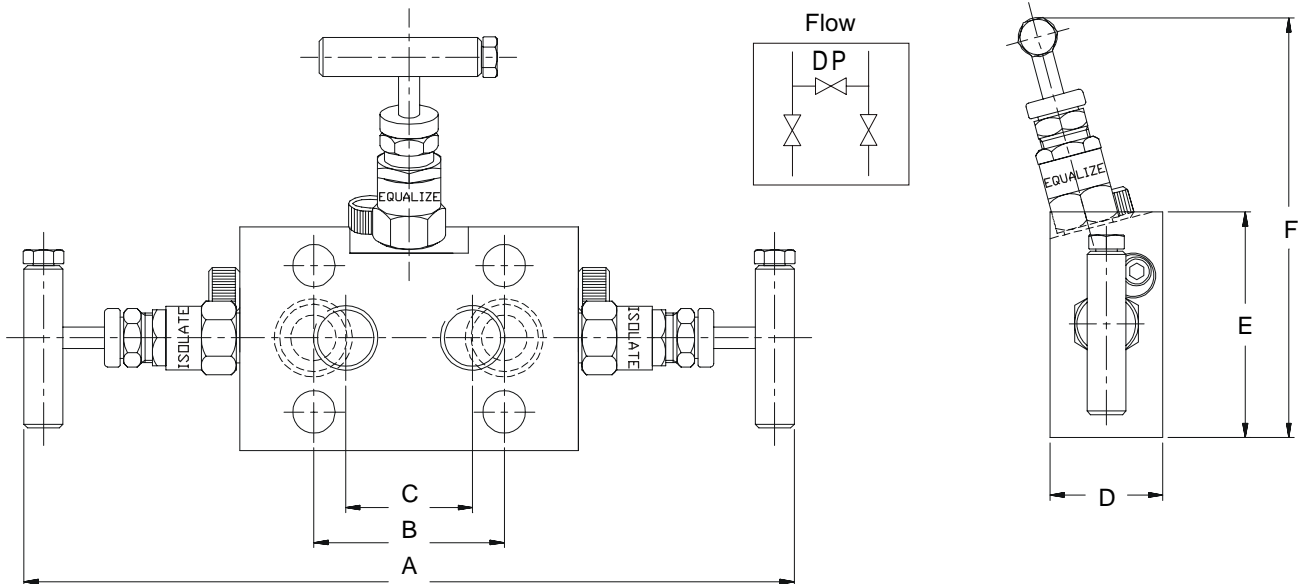 Flow
DP
EQUALIZE
ISOLATE
ISOLATE
C
B
A
EQUALIZE
F
E
D